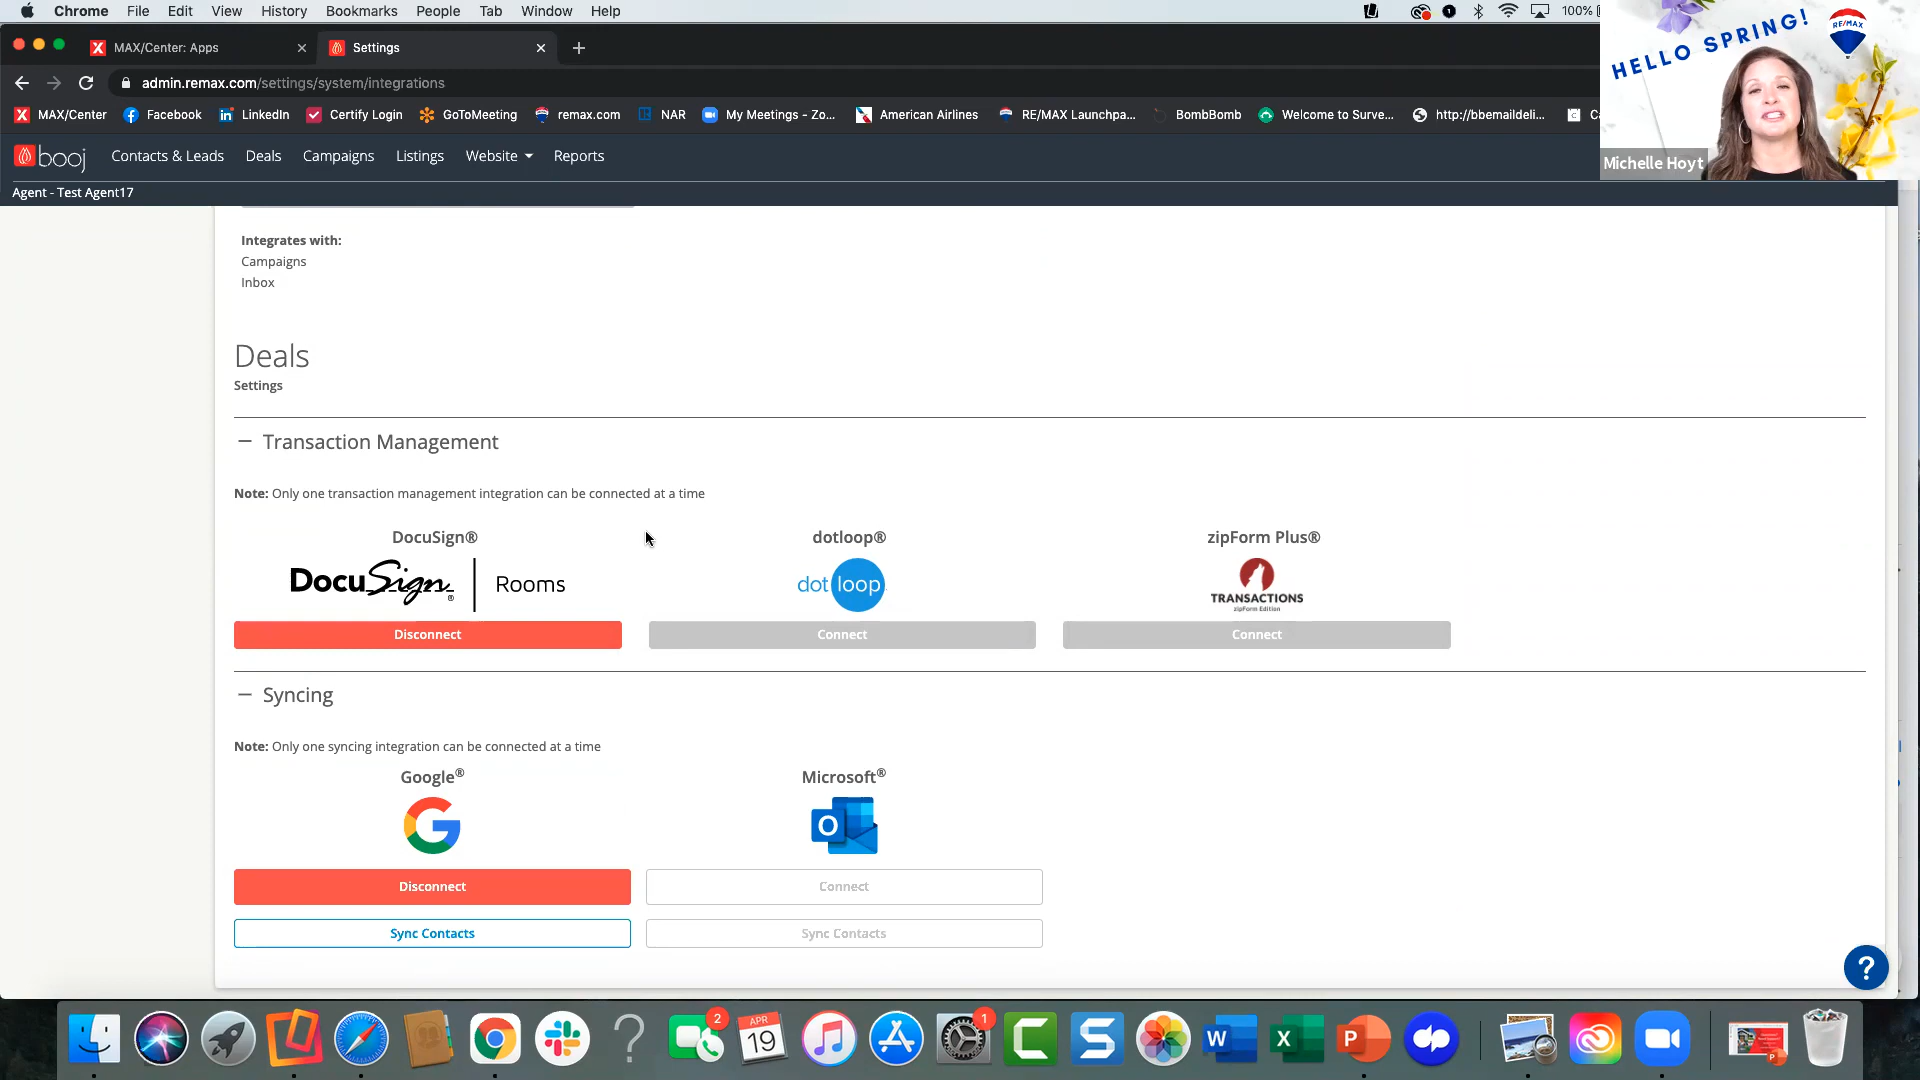 Chrome File Edit View History Bookmarks People Tab Window Help
100%
MAX/Center: Apps
Settings
admin.remax.com/settings/system/integrations
MAX/Center Facebook LinkedIn Certify Login GoToMeeting remax.com NAR My Meetings - Zo... American Airlines RE/MAX Launchpa... BombBomb Welcome to Surve... http://bbemaildeli...
HELLO SPRING!
RE/MAX
Michelle Hoyt
booj Contacts & Leads Deals Campaigns Listings Website Reports
Agent - Test Agent17
Integrates with:
Campaigns
Inbox
Deals
Settings
Transaction Management
Note: Only one transaction management integration can be connected at a time
DocuSign® dotloop® zipForm Plus®
DocuSign® | Rooms
dotloop
TRANSACTIONS
zipForm Edition
Disconnect Connect Connect
Syncing
Note: Only one syncing integration can be connected at a time
Google® Microsoft®
Disconnect Connect
Sync Contacts Sync Contacts
?
2
APR
19
1